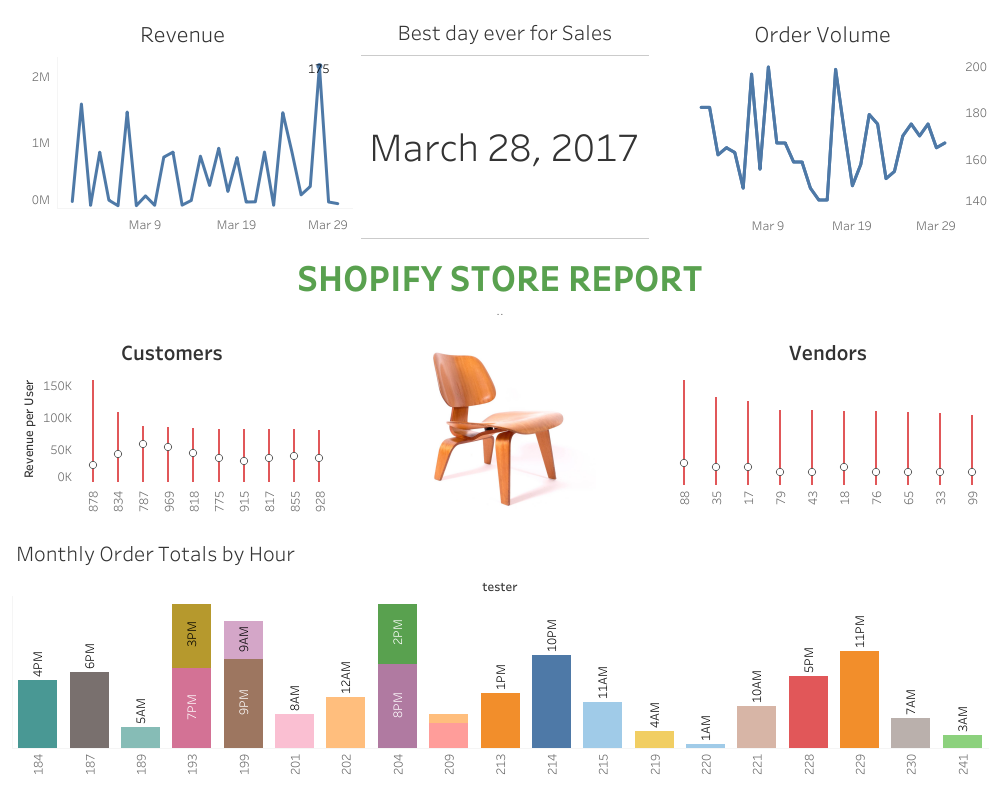 Revenue
2M
1M
0M
175
Mar 9
Mar 19
Mar 29
Best day ever for Sales
March 28, 2017
Order Volume
200
180
160
140
Mar 9
Mar 19
Mar 29
SHOPIFY STORE REPORT
..
Customers
Revenue per User
150K
100K
50K
0K
878
834
787
969
818
775
915
817
855
928
Vendors
88
35
17
79
43
18
76
65
33
99
Monthly Order Totals by Hour
tester
4PM
6PM
5AM
3PM
7PM
9AM
9PM
8AM
12AM
2PM
8PM
1PM
10PM
11AM
4AM
1AM
10AM
5PM
11PM
7AM
3AM
184
187
189
193
199
201
202
204
209
213
214
215
219
220
221
228
229
230
241